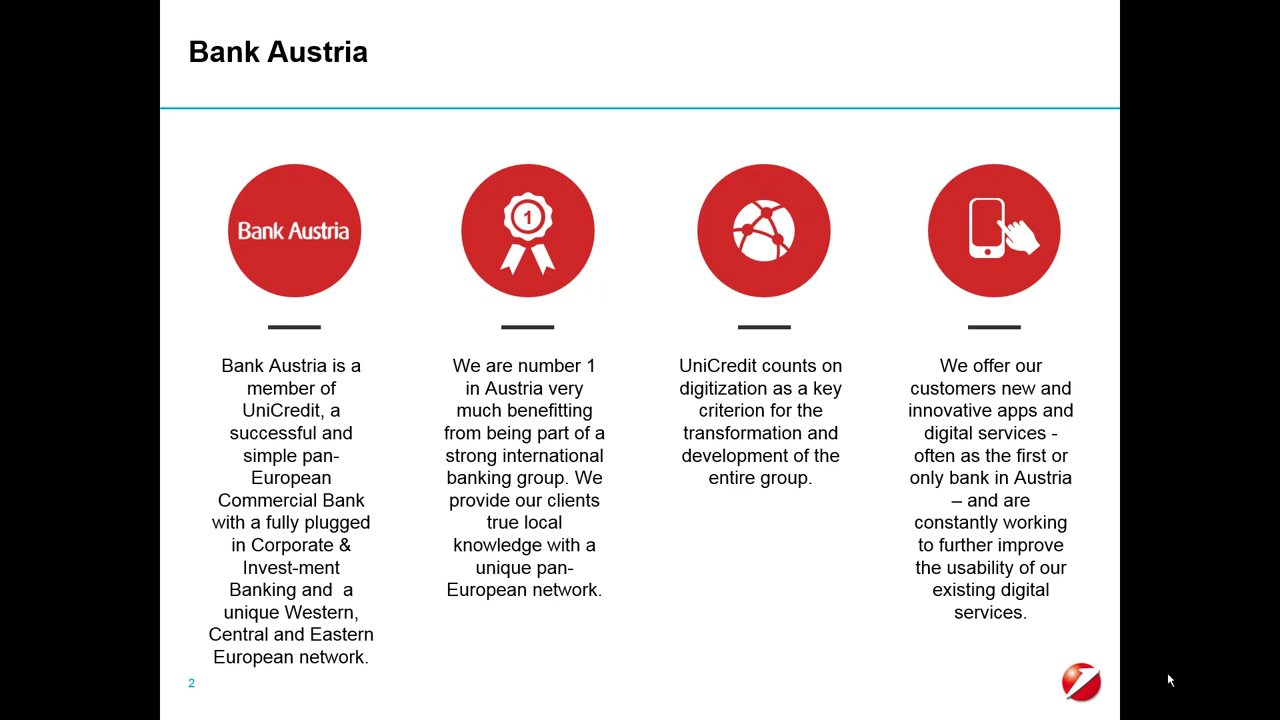 Bank Austria
Bank Austria
1
Bank Austria is a
member of
UniCredit, a
successful and
simple pan-
European
Commercial Bank
with a fully plugged
in Corporate &
Invest-ment
Banking and  a
unique Western,
Central and Eastern
European network.
We are number 1
in Austria very
much benefitting
from being part of a
strong international
banking group. We
provide our clients
true local
knowledge with a
unique pan-
European network.
UniCredit counts on
digitization as a key
criterion for the
transformation and
development of the
entire group.
We offer our
customers new and
innovative apps and
digital services -
often as the first or
only bank in Austria
– and are
constantly working
to further improve
the usability of our
existing digital
services.
2